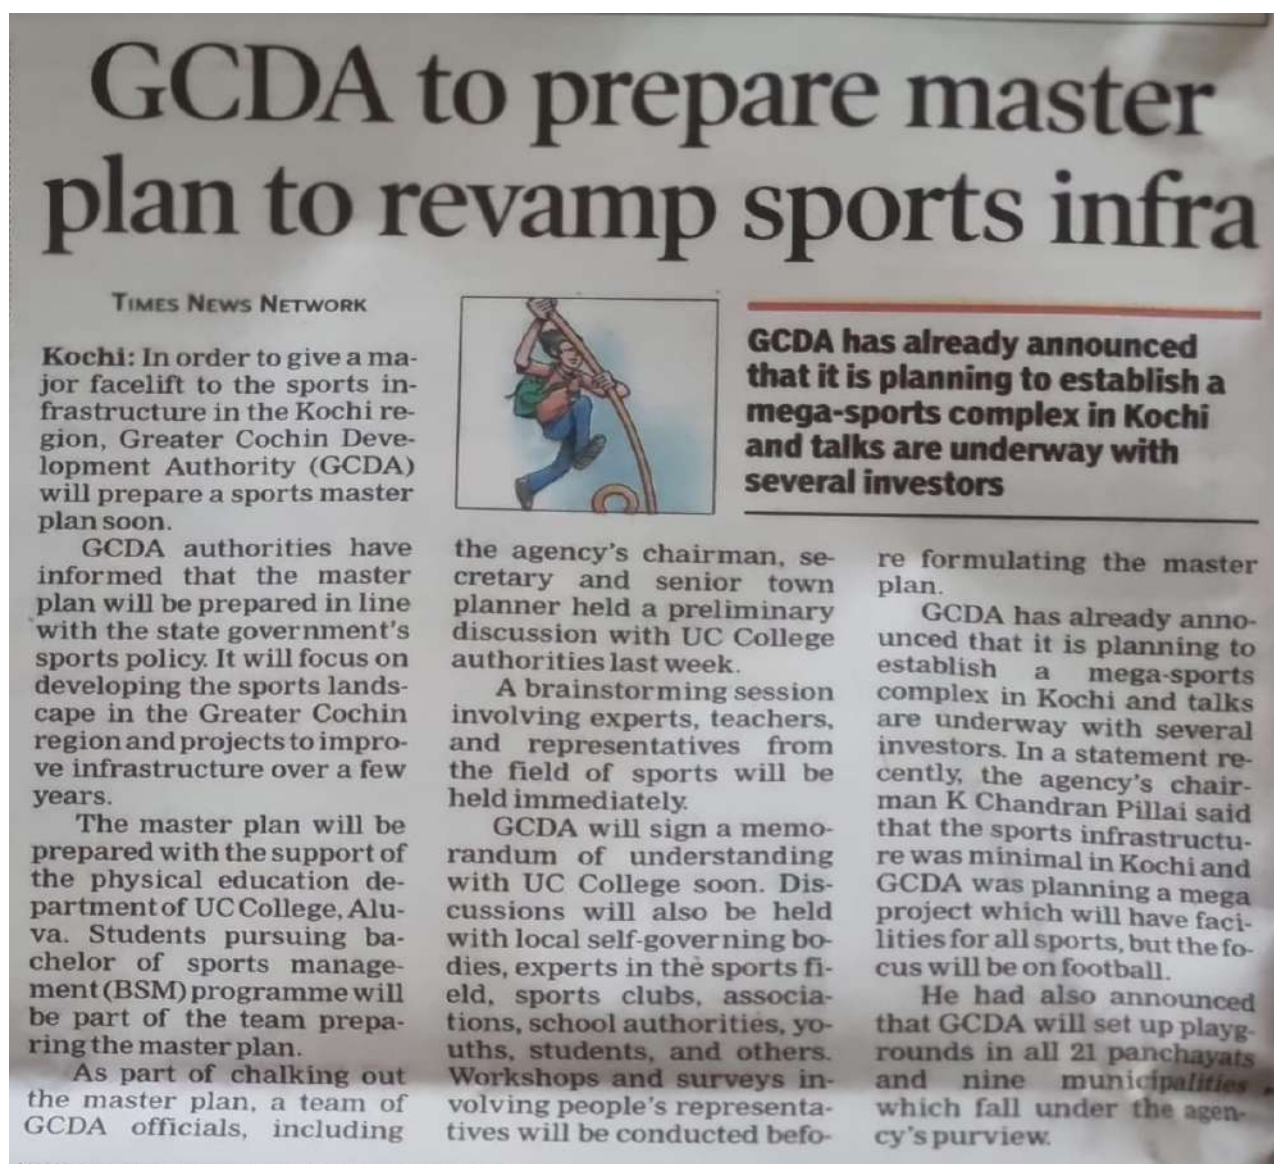 GCDA to prepare master
plan to revamp sports infra
TIMES NEWS NETWORK
Kochi: In order to give a ma-
jor facelift to the sports in-
frastructure in the Kochi re-
gion, Greater Cochin Deve-
lopment Authority (GCDA)
will prepare a sports master
plan soon.
GCDA authorities have
informed that the master
plan will be prepared in line
with the state government's
sports policy. It will focus on
developing the sports lands-
cape in the Greater Cochin
region and projects to impro-
ve infrastructure over a few
years.
The master plan will be
prepared with the support of
the physical education de-
partment of UC College, Alu-
va. Students pursuing ba-
chelor of sports manage-
ment (BSM) programme will
be part of the team prepa-
ring the master plan.
As part of chalking out
the master plan, a team of
GCDA officials, including
GCDA has already announced
that it is planning to establish a
mega-sports complex in Kochi
and talks are underway with
several investors
the agency's chairman, se-
cretary and senior town
planner held a preliminary
discussion with UC College
authorities last week.
A brainstorming session
involving experts, teachers,
and representatives from
the field of sports will be
held immediately.
GCDA will sign a memo-
randum of understanding
with UC College soon. Dis-
cussions will also be held
with local self-governing bo-
dies, experts in the sports fi-
eld, sports clubs, associa-
tions, school authorities, yo-
uths, students, and others.
Workshops and surveys in-
volving people's representa-
tives will be conducted befo-
re formulating the master
plan.
GCDA has already anno-
unced that it is planning to
establish a mega-sports
complex in Kochi and talks
are underway with several
investors. In a statement re-
cently, the agency's chair-
man K Chandran Pillai said
that the sports infrastructu-
re was minimal in Kochi and
GCDA was planning a mega
project which will have faci-
lities for all sports, but the fo-
cus will be on football.
He had also announced
that GCDA will set up playg-
rounds in all 21 panchayats
and nine municipalities
which fall under the agen-
cy's purview.